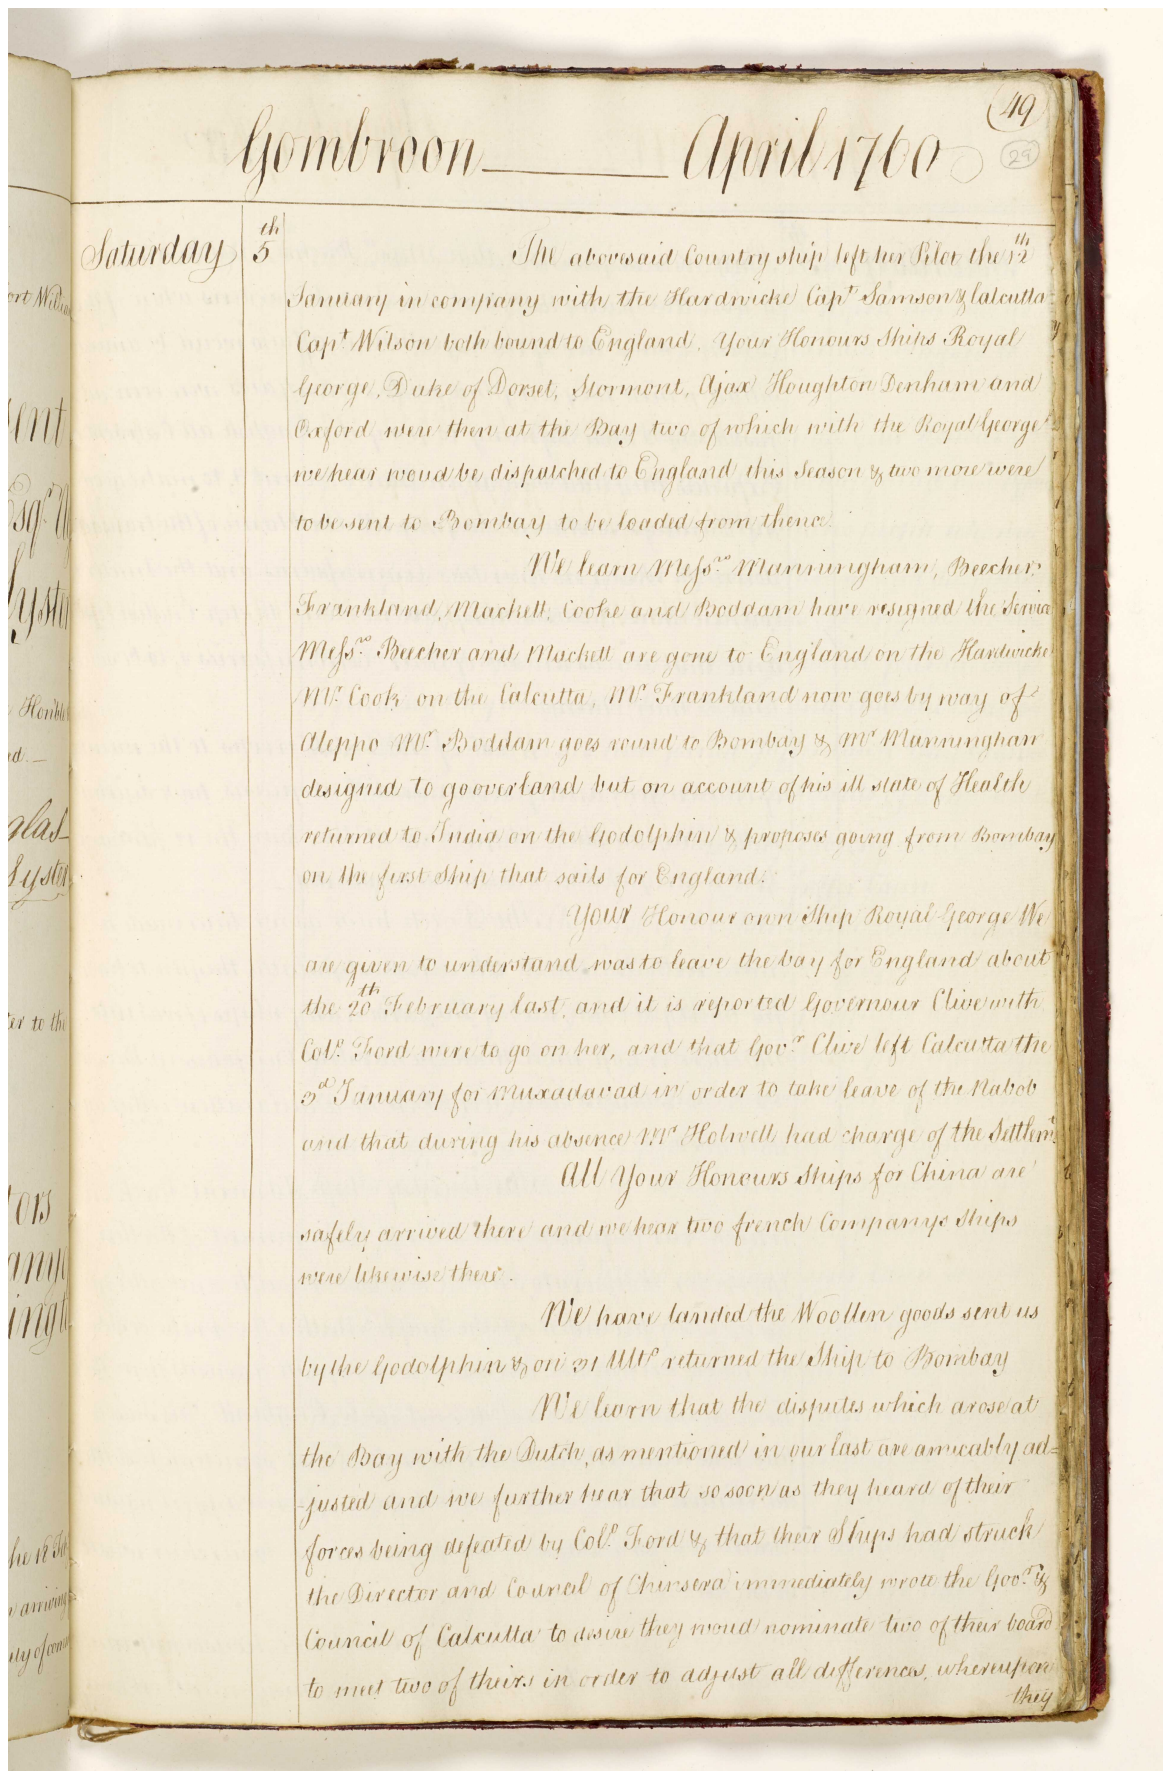 49
29
Gombroon April 1760
Saturday 5th The abovesaid Country ship left her Pilot the 12th
January in company with the Hardwicke Capt. Samson & Calcutta
Capt. Wilson both bound to England. Your Honours Ships Royal
George, Duke of Dorset, Stormont, Ajax Houghton Denham and
Oxford were then at the Bay two of which with the Royal George
we hear woud be dispatched to England this Season & two more were
to be sent to Bombay to be loaded from thence.
We learn Messrs. Manningham, Beecher,
Frankland, Mackett, Cooke and Boddam have resigned the Service
Messrs. Beecher and Mackett are gone to England on the Hardwicke
Mr. Cook on the Calcutta, Mr. Frankland now goes by way of
Aleppo Mr. Boddam goes round to Bombay & Mr Manningham
designed to go overland but on account of his ill state of Health
returned to India on the Godolphin & proposes going from Bombay
on the first Ship that sails for England.
Your Honour own Ship Royal George We
are given to understand was to leave the bay for England about
the 20th February last, and it is reported Governour Clive with
Colo. Ford were to go on her, and that Govr. Clive left Calcutta the
3d January for Muxadavad in order to take leave of the Nabob
and that during his absence Mr Holwell had charge of the Settlemt.
All Your Honours Ships for China are
safely arrived there and we hear two french Companys Ships
were likewise there.
We have landed the Woollen goods sent us
by the Godolphin & on 31 Ulto returned the Ship to Bombay
We learn that the disputes which arose at
the Bay with the Dutch, as mentioned in our last are amicably ad=
-justed and we further hear that so soon as they heard of their
forces being defeated by Colo. Ford & that their Ships had struck
the Director and Council of Chinsera immediately wrote the Govr. &
Council of Calcutta to desire they woud nominate two of their board
to meet two of theirs in order to adjust all differences, whereupon
they